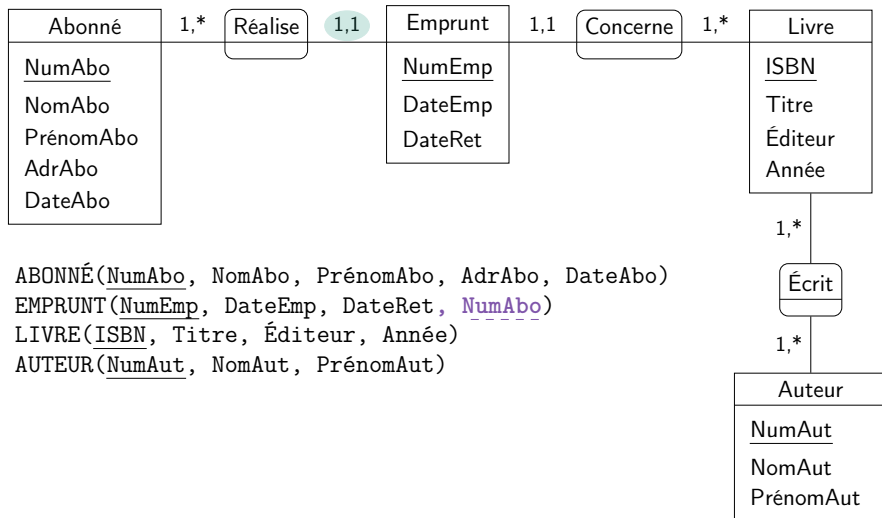 Abonné 1,* Réalise 1,1 Emprunt 1,1 Concerne 1,* Livre
NumAbo
NomAbo
PrénomAbo
AdrAbo
DateAbo
NumEmp
DateEmp
DateRet
ISBN
Titre
Éditeur
Année
1,*
Écrit
1,*
Auteur
NumAut
NomAut
PrénomAut
ABONNÉ(NumAbo, NomAbo, PrénomAbo, AdrAbo, DateAbo)
EMPRUNT(NumEmp, DateEmp, DateRet, NumAbo)
LIVRE(ISBN, Titre, Éditeur, Année)
AUTEUR(NumAut, NomAut, PrénomAut)